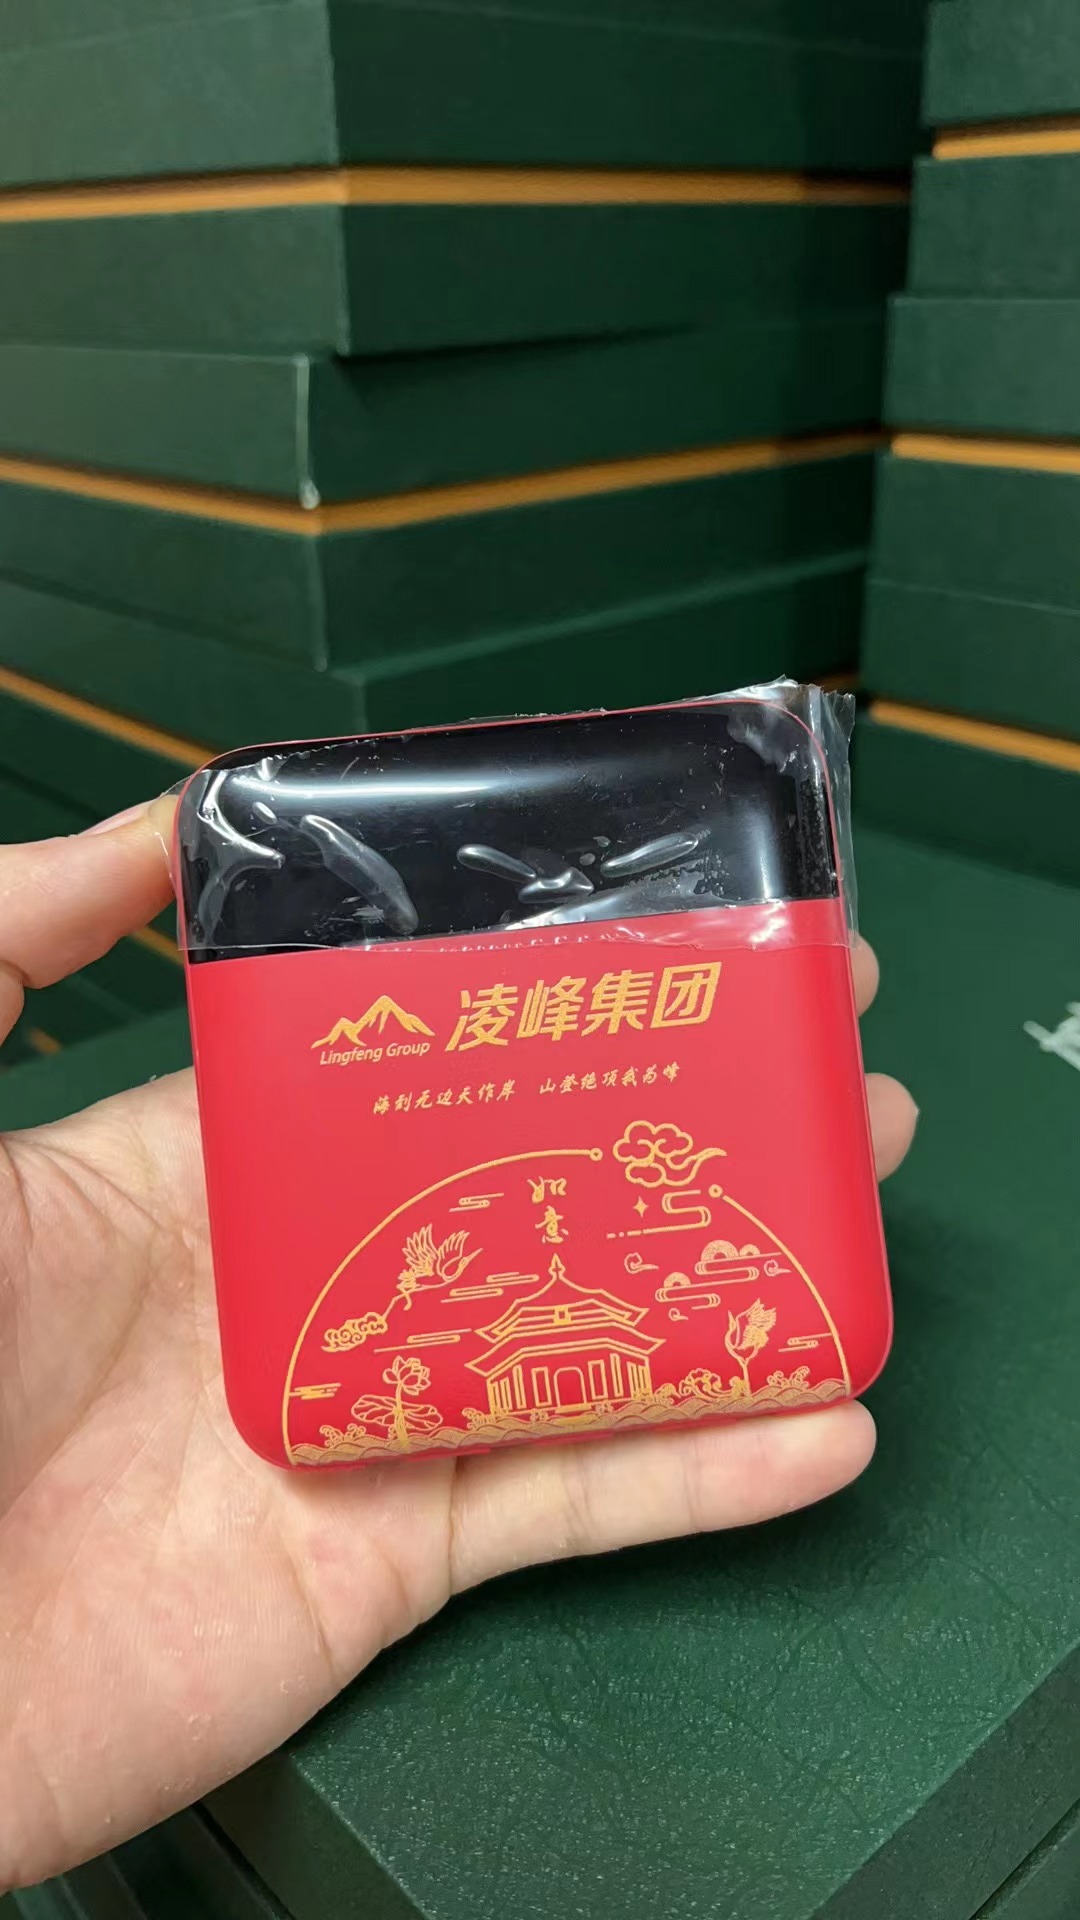 凌峰集团
Lingfeng Group
海到无边天作岸 山登绝顶我为峰
如
意